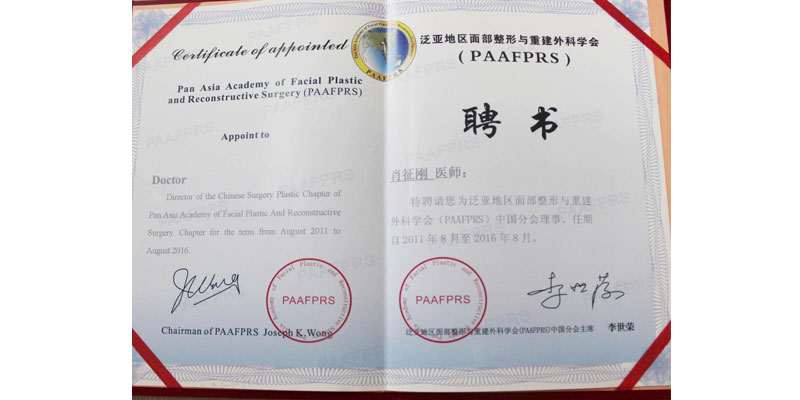 Certificate of appointed
Pan Asia Academy of Facial Plastic
and Reconstructive Surgery (PAAFPRS)
Appoint to
Doctor
Director of the Chinese Surgery Plastic Chapter of
Pan Asia Academy of Facial Plastic And Reconstructive
Surgery. Chapter for the term from August 2011 to
August 2016.
PAAFPRS
Chairman of PAAFPRS Joseph K. Wong
泛亚地区面部整形与重建外科学会
(PAAFPRS)
聘书
肖征刚 医师：
特聘请您为泛亚地区面部整形与重建
外科学会（PAAFPRS）中国分会理事。任期
自2011年8月至2016年8月。
PAAFPRS
李世荣
泛亚地区面部整形与重建外科学会(PAAFPRS)中国分会主席 李世荣